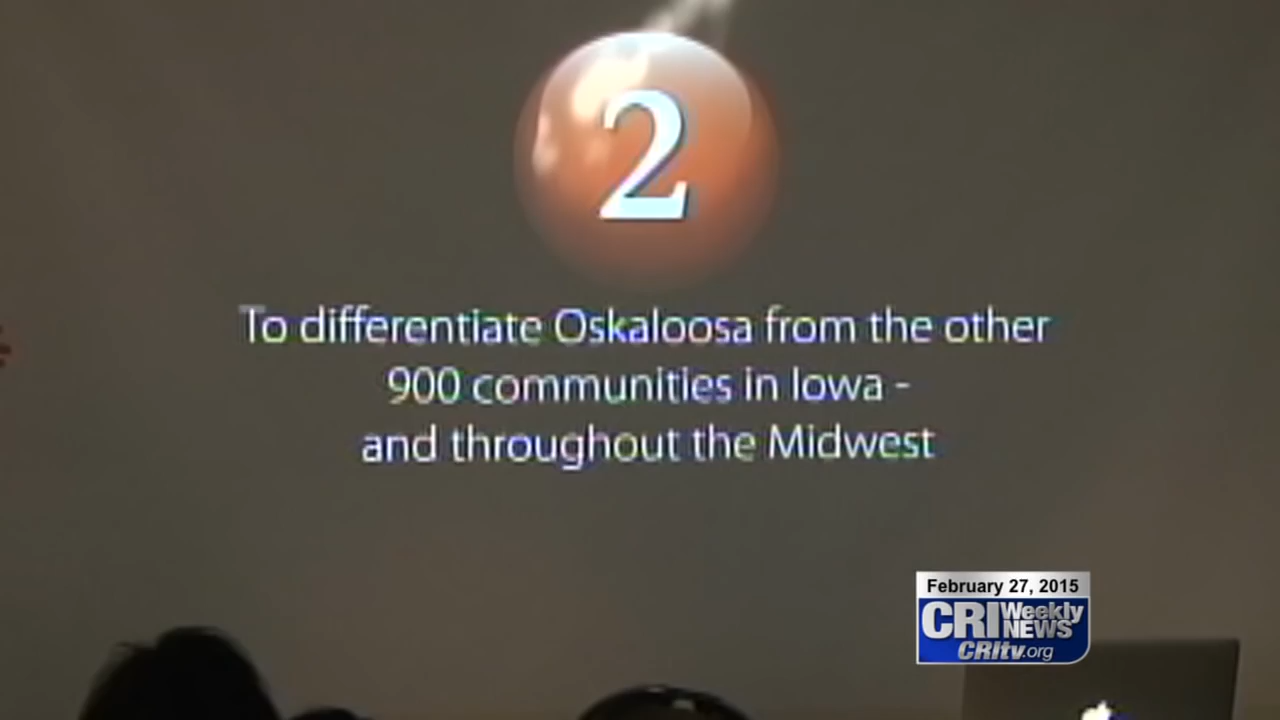 2
To differentiate Oskaloosa from the other
900 communities in Iowa -
and throughout the Midwest
February 27, 2015
CRI Weekly NEWS
CRItv.org